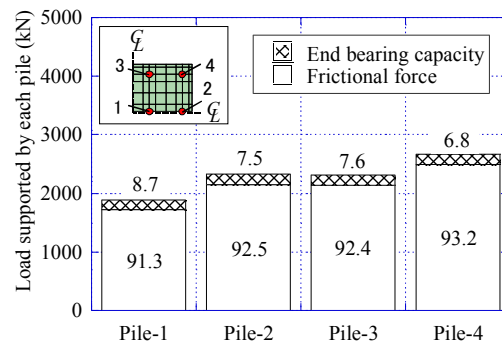 Load supported by each pile (kN)
5000
4000
3000
2000
1000
0
℄
3
4
1
2
℄
End bearing capacity
Frictional force
8.7
7.5
7.6
6.8
91.3
92.5
92.4
93.2
Pile-1
Pile-2
Pile-3
Pile-4